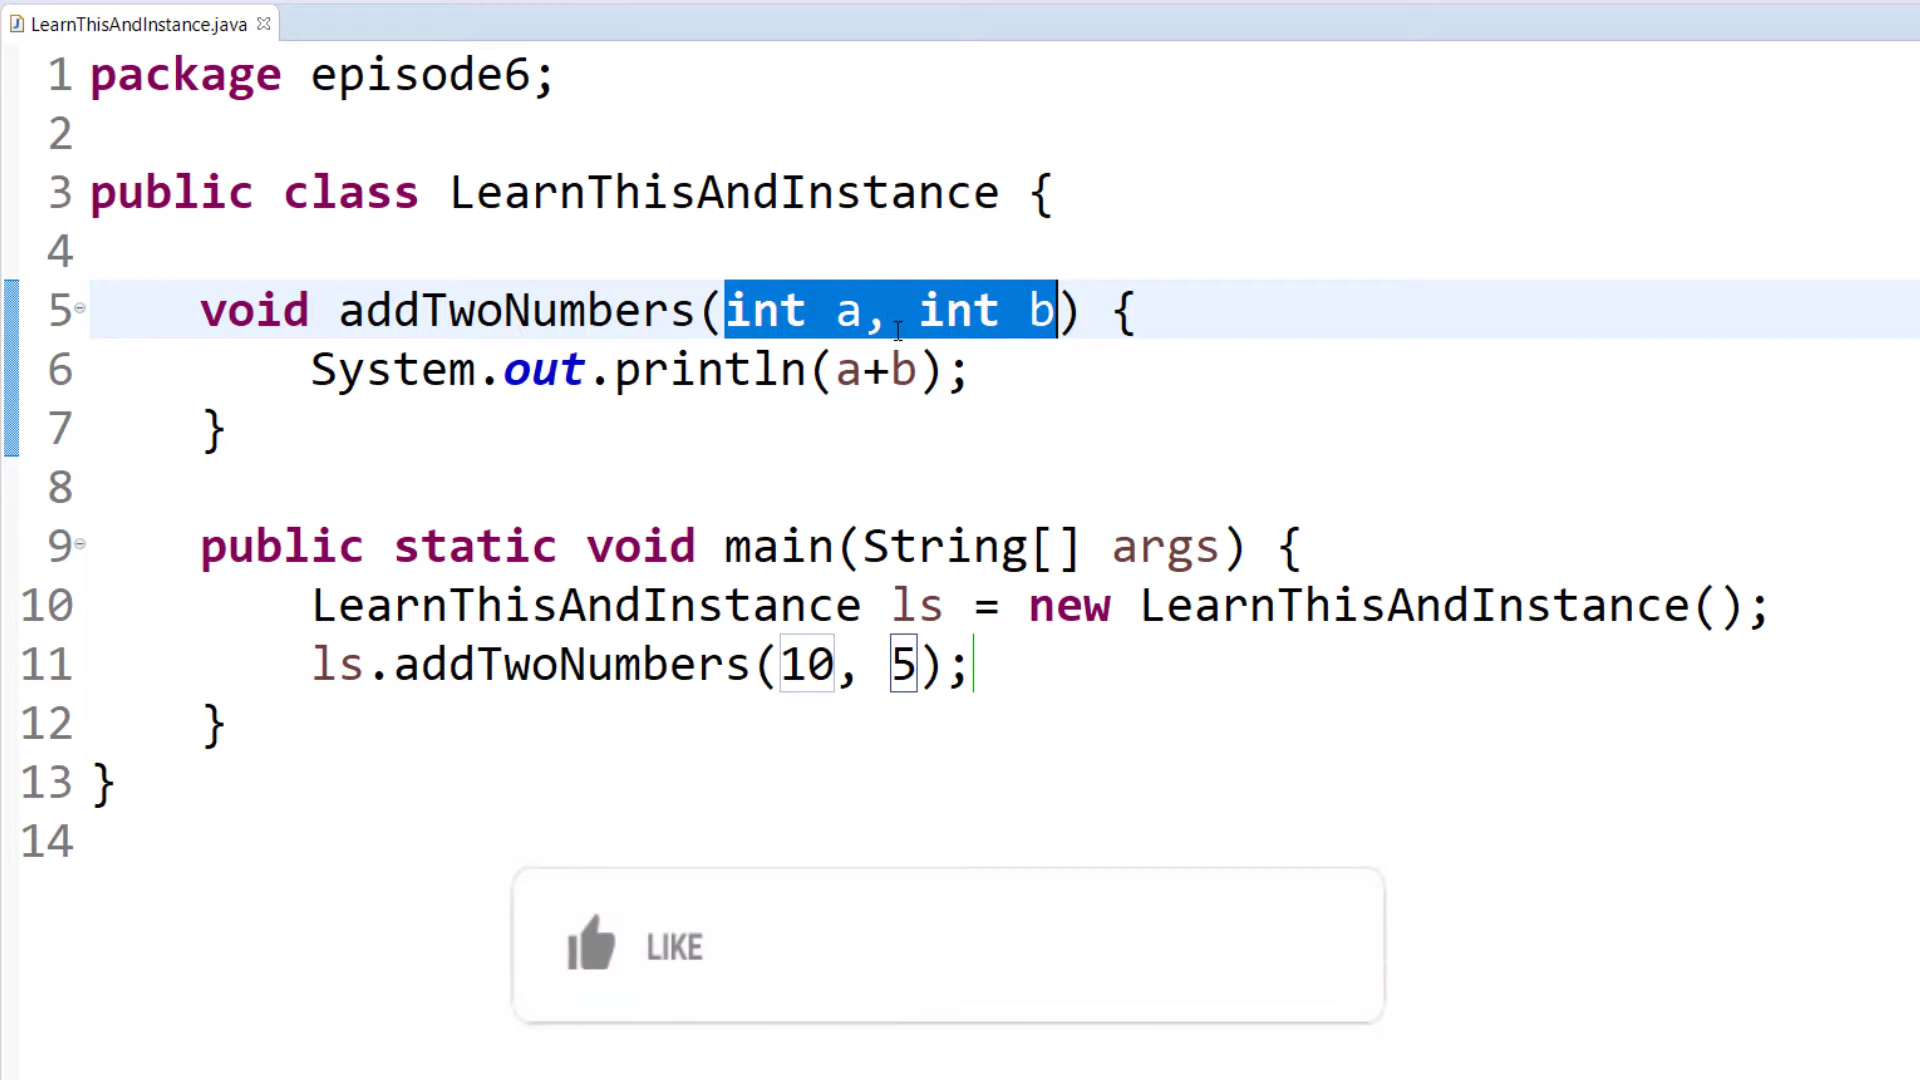 LearnThisAndInstance.java
1 package episode6;
2
3 public class LearnThisAndInstance {
4
5 void addTwoNumbers(int a, int b) {
6 System.out.println(a+b);
7 }
8
9 public static void main(String[] args) {
10 LearnThisAndInstance ls = new LearnThisAndInstance();
11 ls.addTwoNumbers(10, 5);
12 }
13 }
14
LIKE